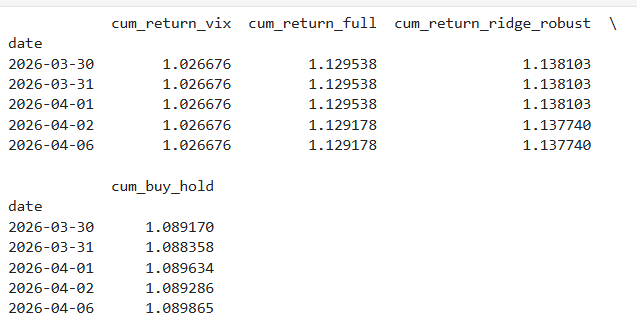 cum_return_vix  cum_return_full  cum_return_ridge_robust  \
date
2026-03-30        1.026676         1.129538                 1.138103
2026-03-31        1.026676         1.129538                 1.138103
2026-04-01        1.026676         1.129538                 1.138103
2026-04-02        1.026676         1.129178                 1.137740
2026-04-06        1.026676         1.129178                 1.137740
cum_buy_hold
date
2026-03-30      1.089170
2026-03-31      1.088358
2026-04-01      1.089634
2026-04-02      1.089286
2026-04-06      1.089865